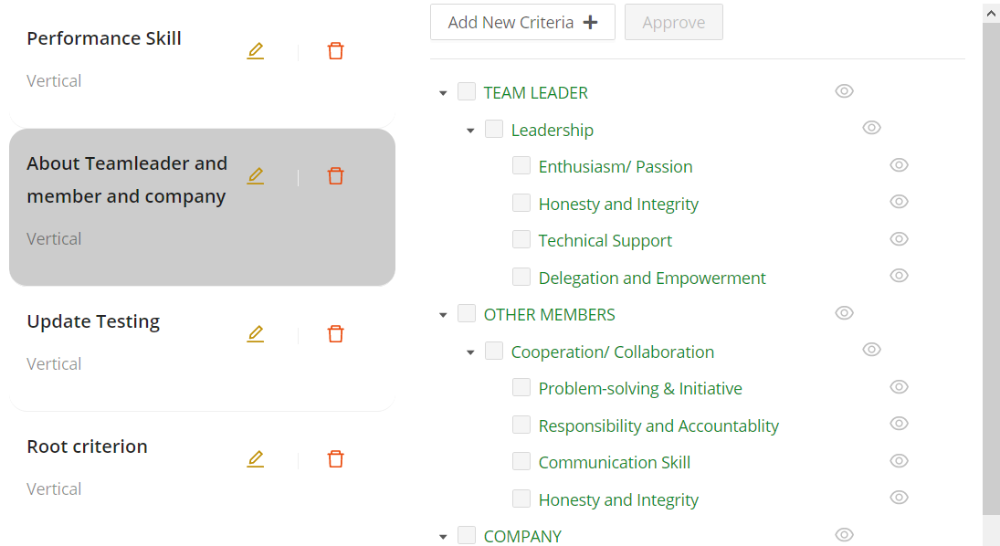 Performance Skill
Vertical
About Teamleader and
member and company
Vertical
Update Testing
Vertical
Root criterion
Vertical
Add New Criteria
Approve
TEAM LEADER
Leadership
Enthusiasm/ Passion
Honesty and Integrity
Technical Support
Delegation and Empowerment
OTHER MEMBERS
Cooperation/ Collaboration
Problem-solving & Initiative
Responsibility and Accountablity
Communication Skill
Honesty and Integrity
COMPANY